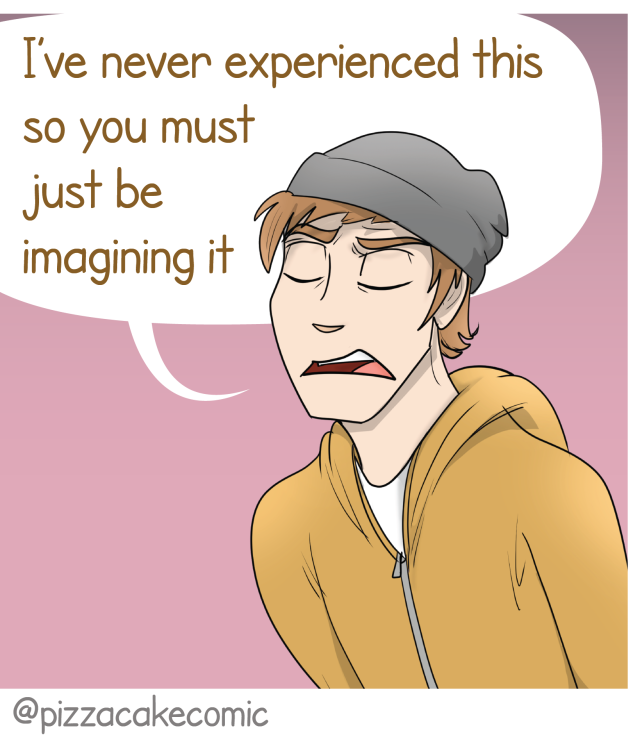 I've never experienced this
so you must
just be
imagining it
@pizzacakecomic